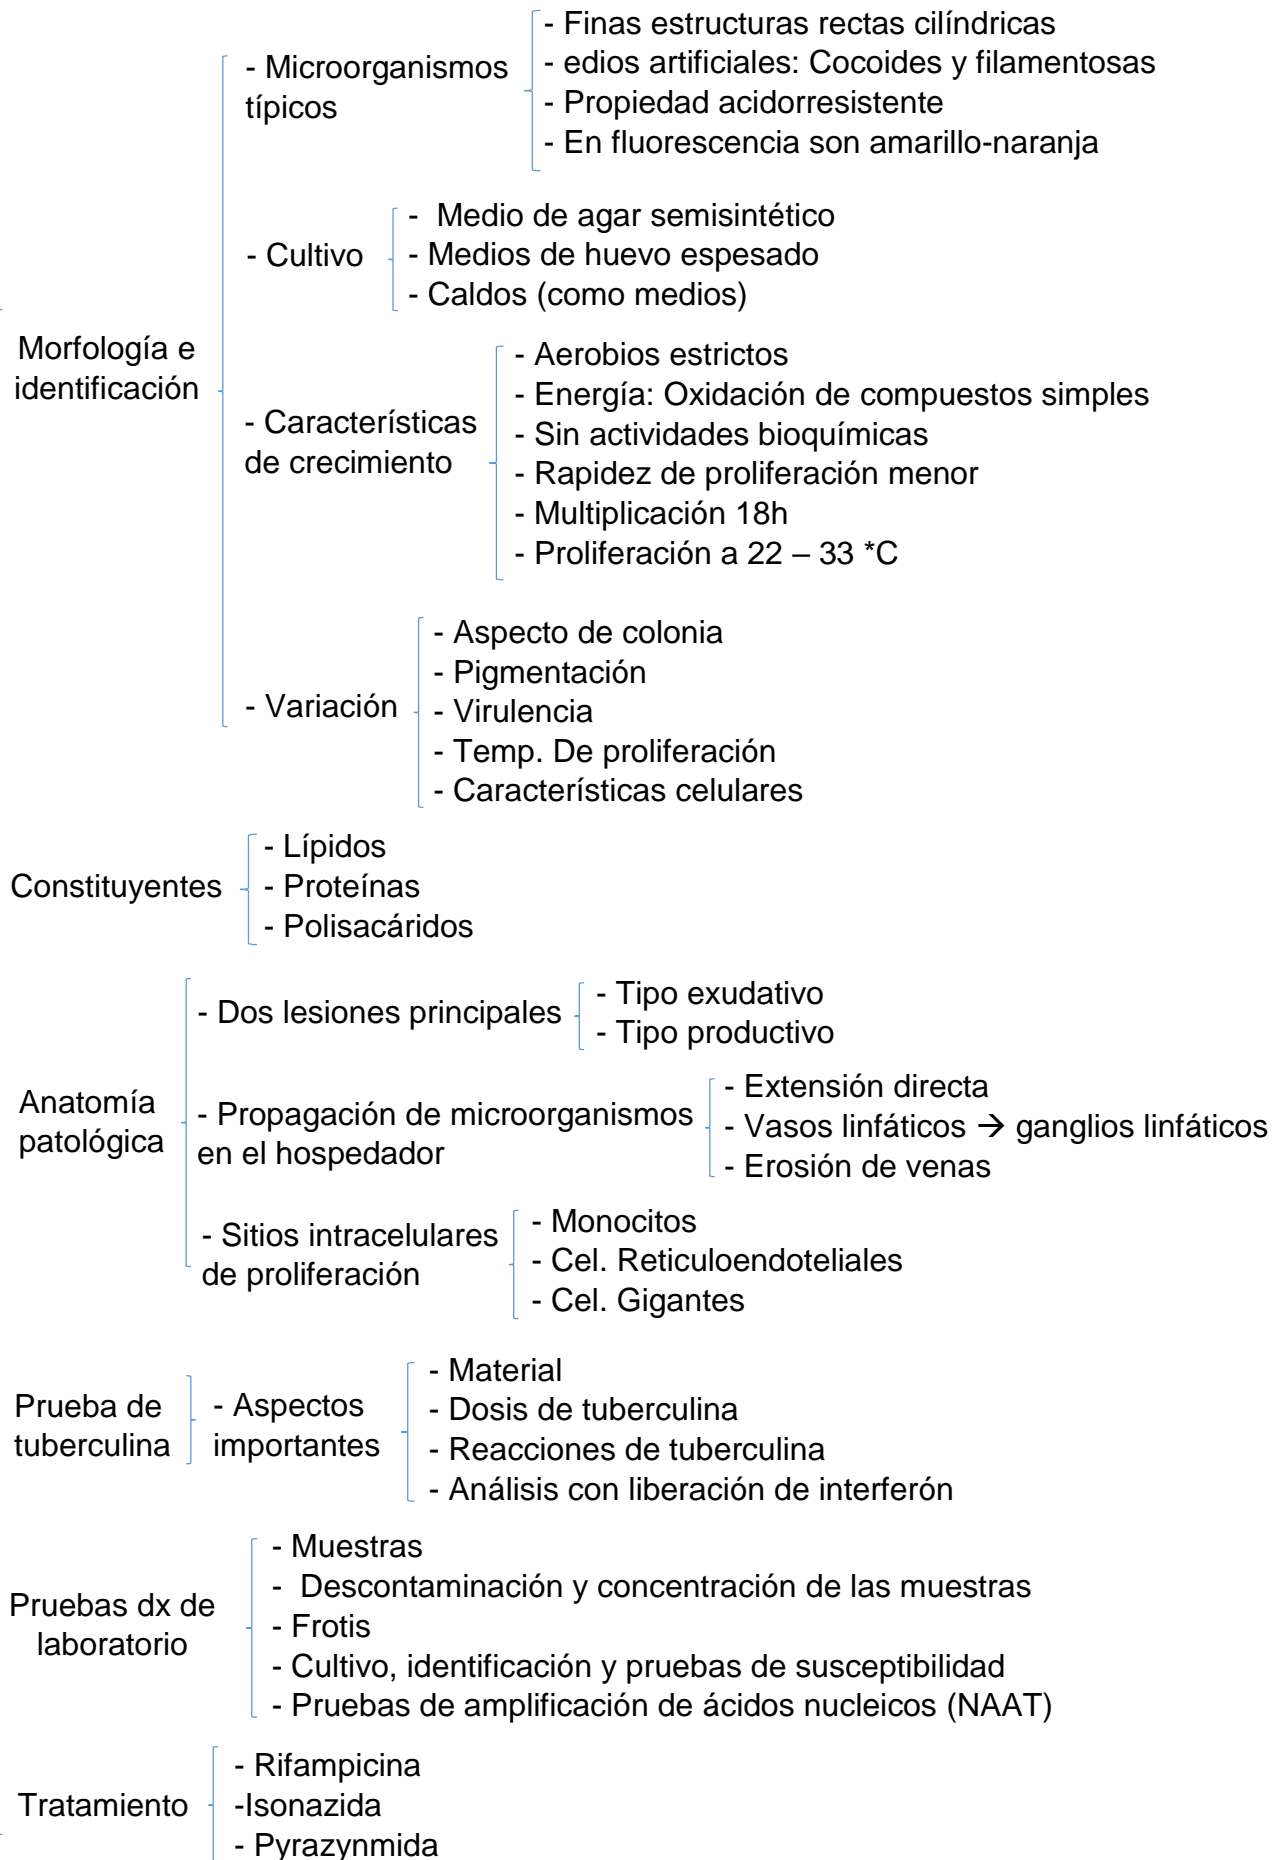 Morfología e
identificación
- Microorganismos
típicos
- Finas estructuras rectas cilíndricas
- edios artificiales: Cocoides y filamentosas
- Propiedad acidorresistente
- En fluorescencia son amarillo-naranja
- Cultivo
- Medio de agar semisintético
- Medios de huevo espesado
- Caldos (como medios)
- Característícas
de crecimiento
- Aerobios estrictos
- Energía: Oxidación de compuestos simples
- Sin actividades bioquímicas
- Rapidez de proliferación rectas menor
- Multiplicación 18h
- Proliferación a 22 – 33 *C
- Variación
- Aspecto de colonia
- Pigmentación
- Virulencia
- Temp. De proliferación
- Características celulares
Constituyentes
- Lípidos
- Proteínas
- Polisacáridos
Anatomía
patológica
- Dos lesiones principales
- Tipo exudativo
- Tipo productivo
- Propagación de microorganismos
en el hospedador
- Extensión directa
- Vasos linfáticos → ganglios linfáticos
- Erosión de venas
- Sitios intracelulares
de proliferación
- Monocitos
- Cel. Reticuloendoteliales
- Cel. Gigantes
Prueba de
tuberculina
- Aspectos
importantes
- Material
- Dosis de tuberculina
- Reacciones de tuberculina
- Análisis con liberación de interferón
Pruebas dx de
laboratorio
- Muestras
- Descontaminación y concentración de las muestras
- Frotis
- Cultivo, identificación y pruebas de susceptibilidad
- Pruebas de amplificación de ácidos nucleicos (NAAT)
Tratamiento
- Rifampicina
-Isonazida
- Pyrazynmida